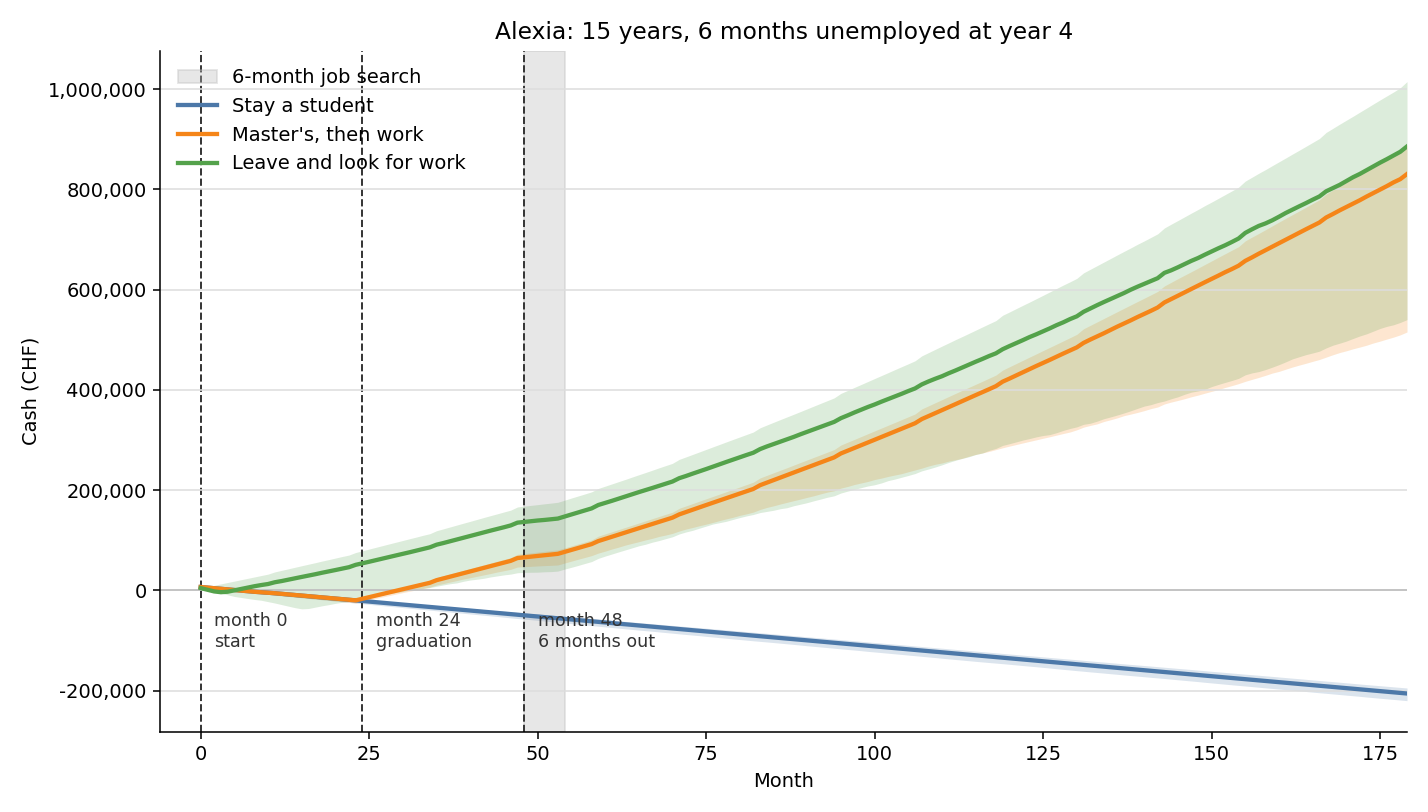 Alexia: 15 years, 6 months unemployed at year 4
6-month job search
Stay a student
Master's, then work
Leave and look for work
Cash (CHF)
1,000,000
800,000
600,000
400,000
200,000
0
-200,000
month 0
start
month 24
graduation
month 48
6 months out
0 25 50 75 100 125 150 175
Month